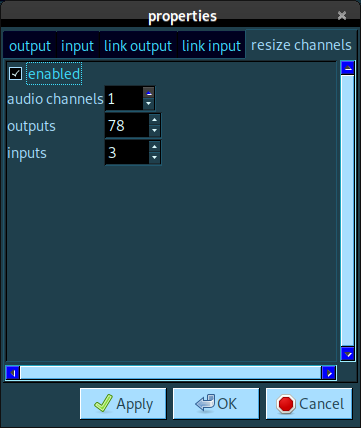 properties
output input link output link input resize channels
enabled
audio channels 1
outputs 78
inputs 3
Apply OK Cancel